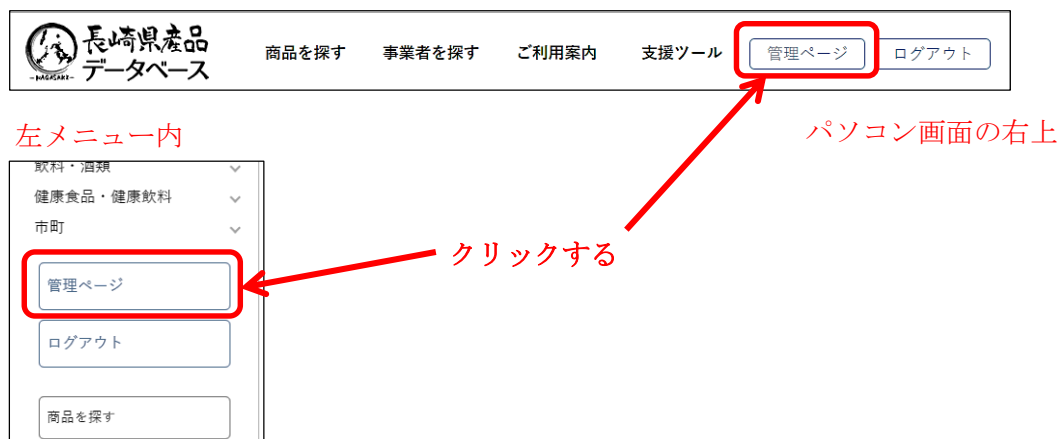 長崎県産品
データベース
-NAGASAKI-
商品を探す 事業者を探す ご利用案内 支援ツール 管理ページ ログアウト
左メニュー内
パソコン画面の右上
飲料・酒類
健康食品・健康飲料
市町
クリックする
管理ページ
ログアウト
商品を探す